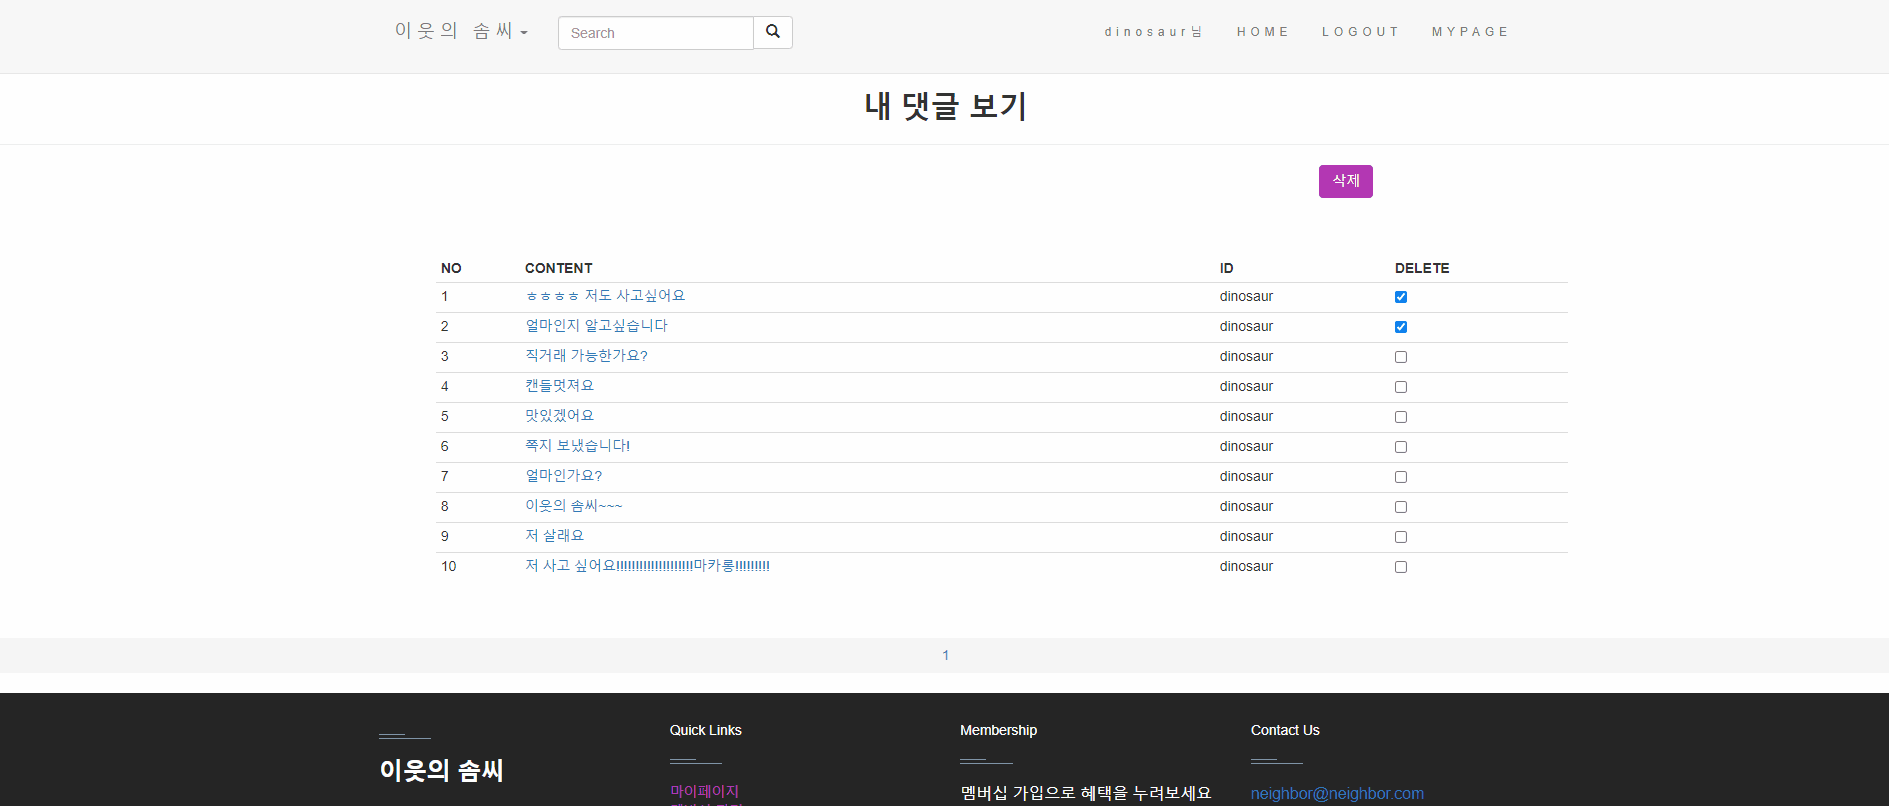 이웃의 솜씨 Search dinosaur님 HOME LOGOUT MYPAGE
내 댓글 보기
삭제
NO CONTENT ID DELETE
1 ㅎㅎㅎㅎ 저도 사고싶어요 dinosaur
2 얼마인지 알고싶습니다 dinosaur
3 직거래 가능한가요? dinosaur
4 캔들멋져요 dinosaur
5 맛있겠어요 dinosaur
6 쪽지 보냈습니다! dinosaur
7 얼마인가요? dinosaur
8 이웃의 솜씨~~~ dinosaur
9 저 살래요 dinosaur
10 저 사고 싶어요!!!!!!!!!!!!!!!!!!!!마카롱!!!!!!!!! dinosaur
1
Quick Links Membership Contact Us
이웃의 솜씨
마이페이지 멤버십 가입으로 혜택을 누려보세요 neighbor@neighbor.com